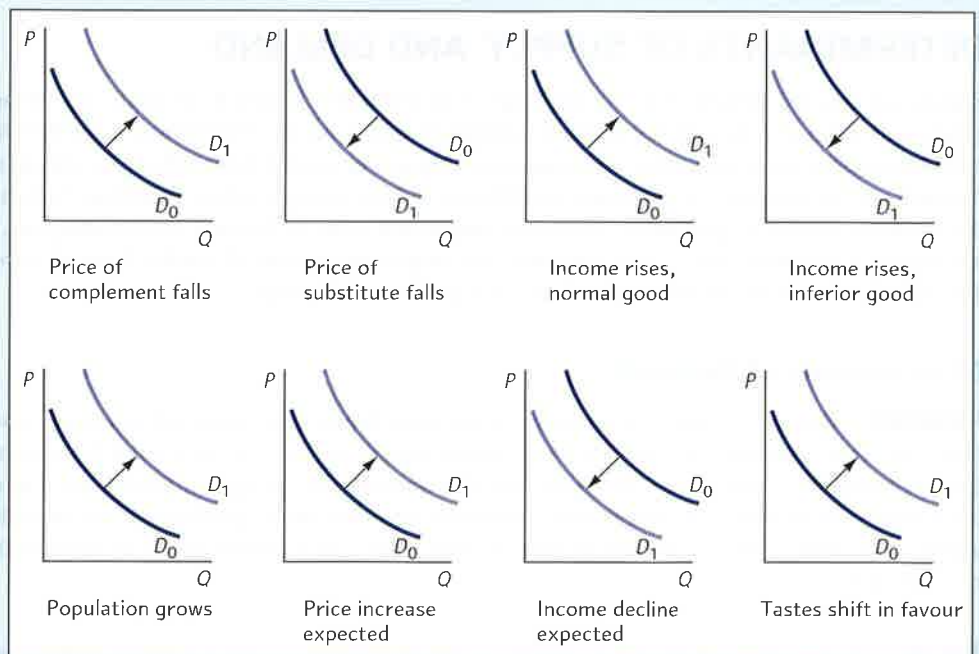 P
D₁
D₀
Q
Price of
complement falls
P
D₀
D₁
Q
Price of
substitute falls
P
D₁
D₀
Q
Income rises,
normal good
P
D₀
D₁
Q
Income rises,
inferior good
P
D₁
D₀
Q
Population grows
P
D₁
D₀
Q
Price increase
expected
P
D₀
D₁
Q
Income decline
expected
P
D₁
D₀
Q
Tastes shift in favour